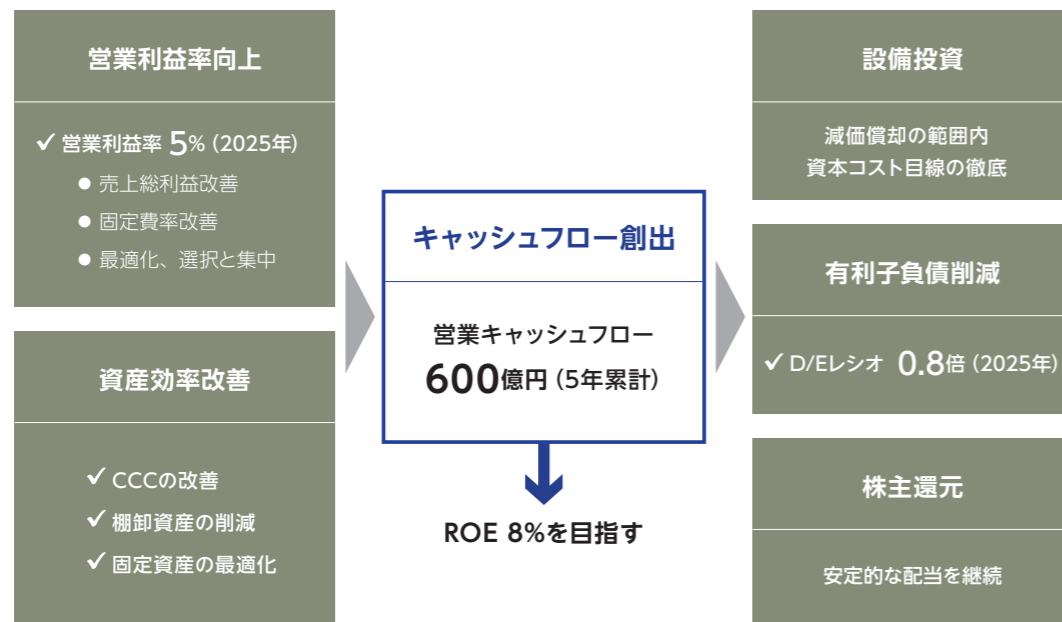 営業利益率向上
✓ 営業利益率 5% (2025年)
● 売上総利益改善
● 固定費率改善
● 最適化、選択と集中
資産効率改善
✓ CCCの改善
✓ 棚卸資産の削減
✓ 固定資産の最適化
キャッシュフロー創出
営業キャッシュフロー
600億円 (5年累計)
ROE 8%を目指す
設備投資
減価償却の範囲内
資本コスト目線の徹底
有利子負債削減
✓ D/Eレシオ 0.8倍 (2025年)
株主還元
安定的な配当を継続